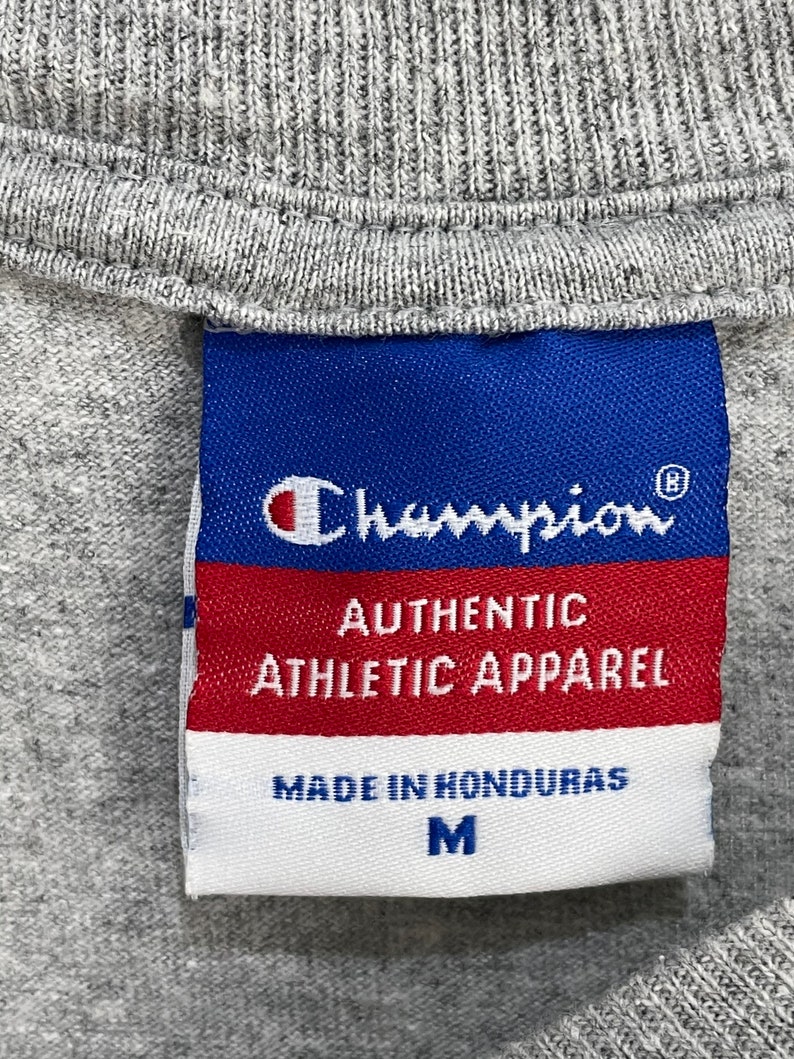 Champion®
AUTHENTIC
ATHLETIC APPAREL
MADE IN HONDURAS
M